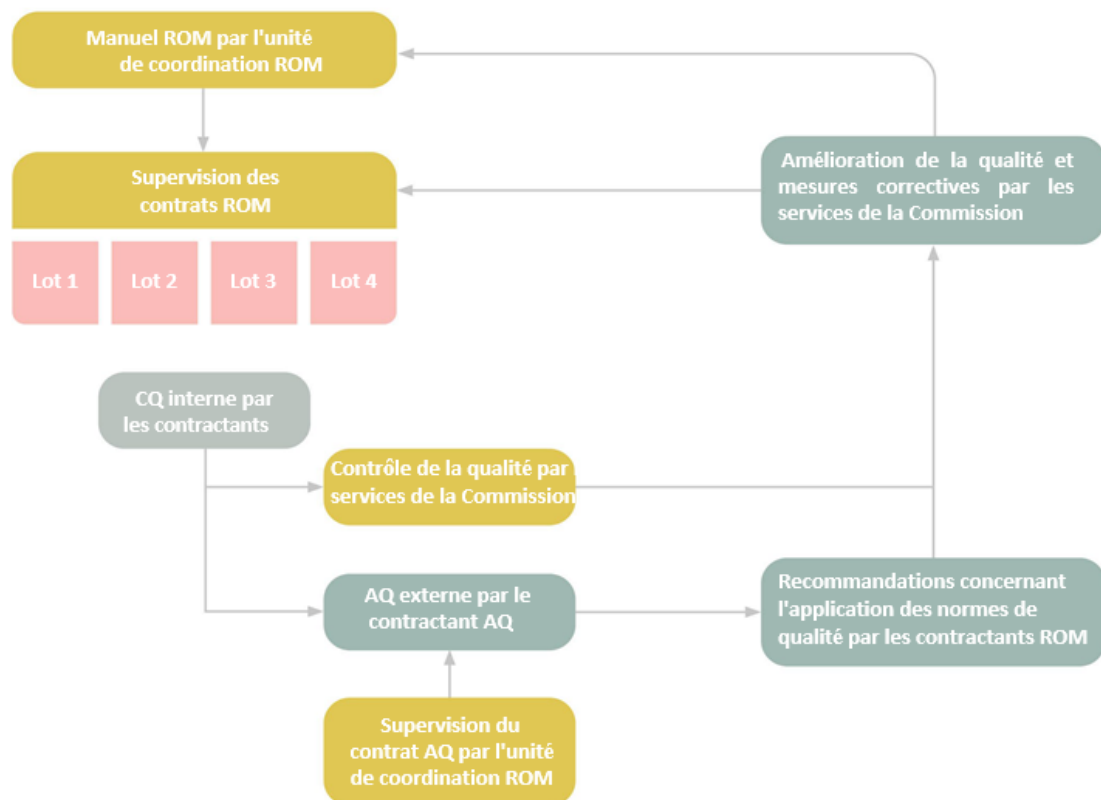 Manuel ROM par l'unité
de coordination ROM
Supervision des
contrats ROM
Lot 1
Lot 2
Lot 3
Lot 4
Amélioration de la qualité et
mesures correctives par les
services de la Commission
CQ interne par
les contractants
Contrôle de la qualité par
services de la Commission
AQ externe par le
contractant AQ
Recommandations concernant
l'application des normes de
qualité par les contractants ROM
Supervision du
contrat AQ par l'unité
de coordination ROM